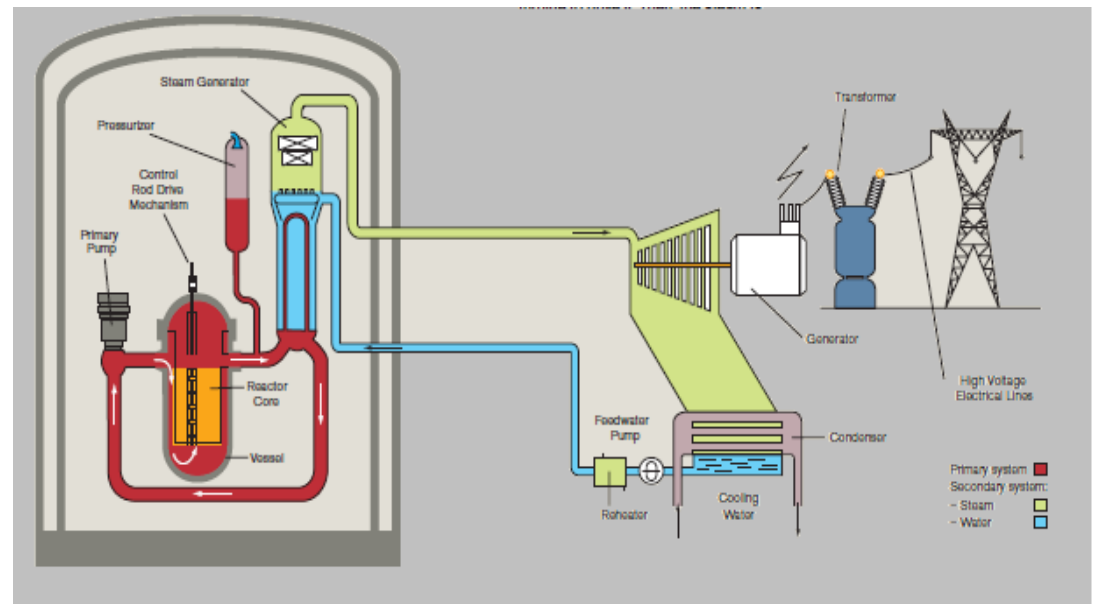 Steam Generator
Pressurizer
Control
Rod Drive
Mechanism
Primary
Pump
Reactor
Core
Vessel
Transformer
Generator
High Voltage
Electrical Lines
Feedwater
Pump
Condenser
Reheater
Cooling
Water
Primary system
Secondary system:
– Steam
– Water